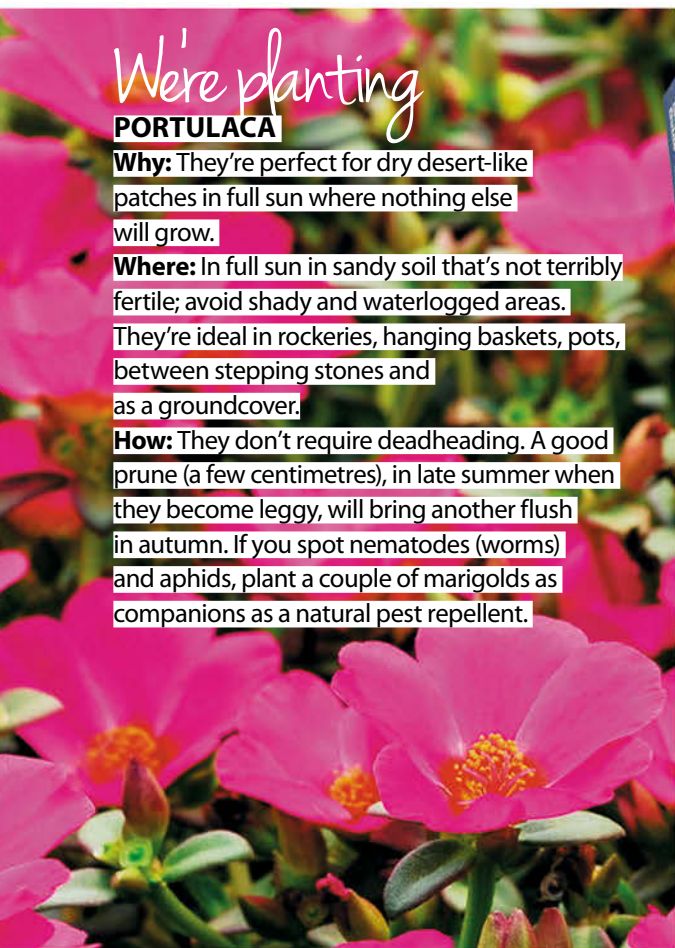 We're planting
PORTULACA
Why: They're perfect for dry desert-like
patches in full sun where nothing else
will grow.
Where: In full sun in sandy soil that's not terribly
fertile; avoid shady and waterlogged areas.
They're ideal in rockeries, hanging baskets, pots,
between stepping stones and
as a groundcover.
How: They don't require deadheading. A good
prune (a few centimetres), in late summer when
they become leggy, will bring another flush
in autumn. If you spot nematodes (worms)
and aphids, plant a couple of marigolds as
companions as a natural pest repellent.